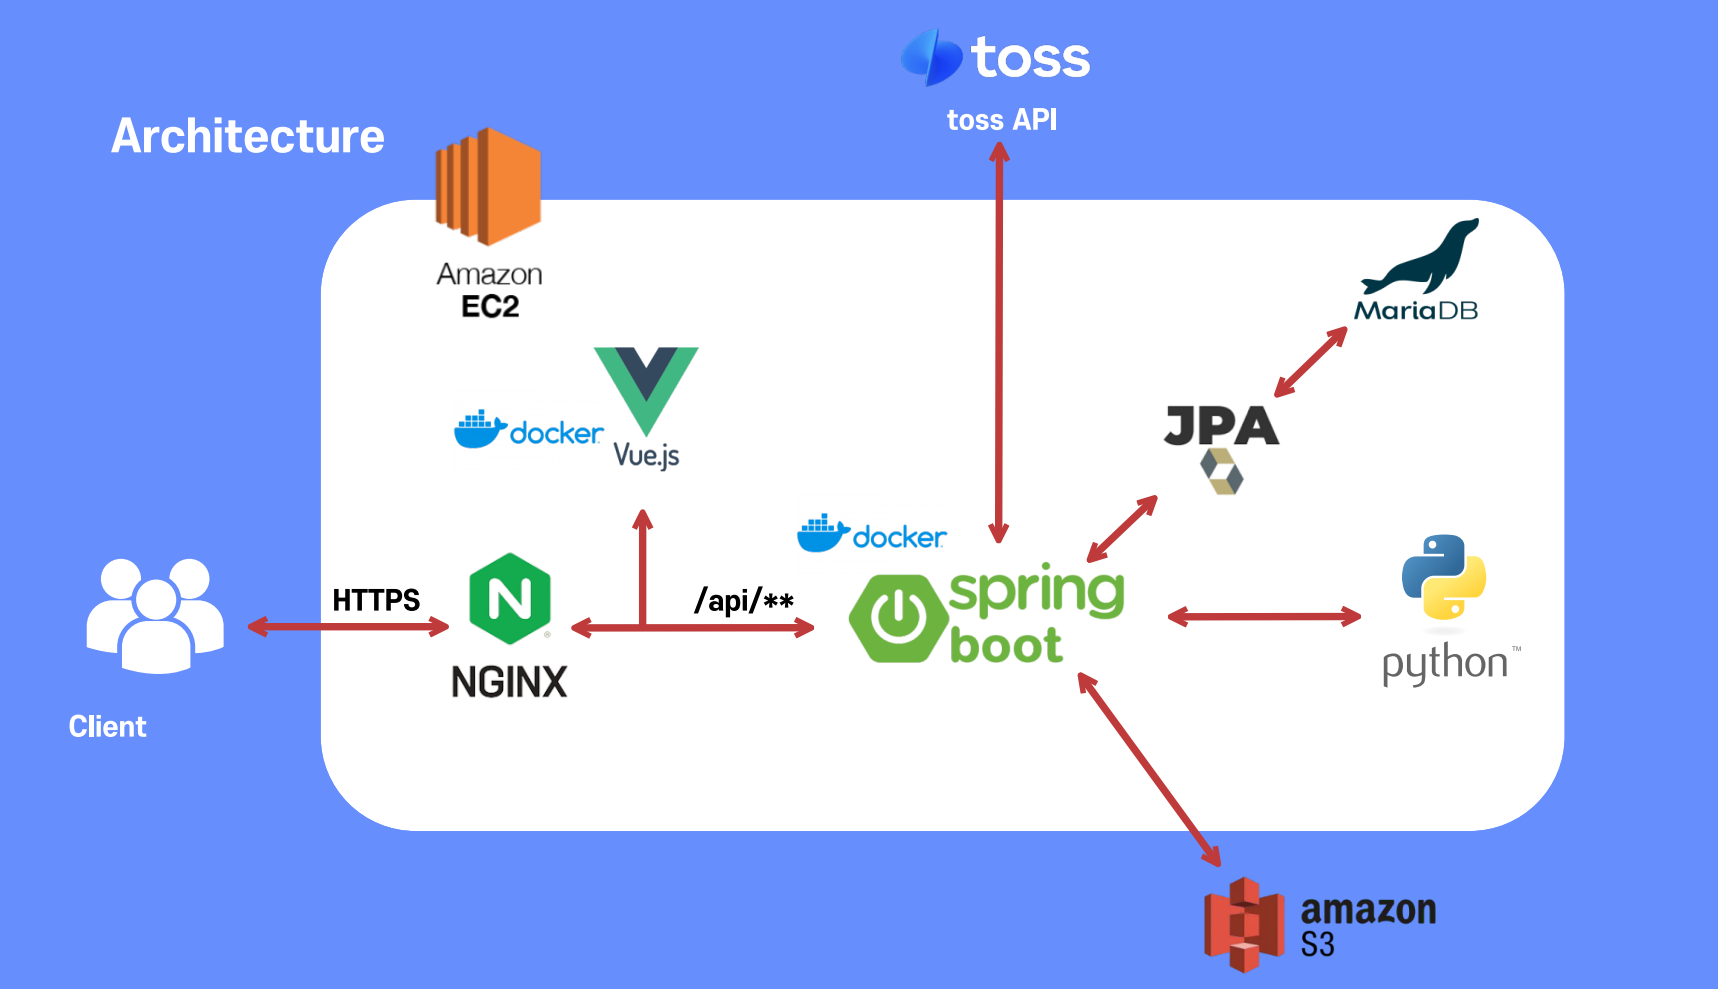 toss
toss API
Architecture
Amazon
EC2
MariaDB
docker
Vue.js
JPA
docker
HTTPS
NGINX
/api/**
spring
boot
python™
Client
amazon
S3